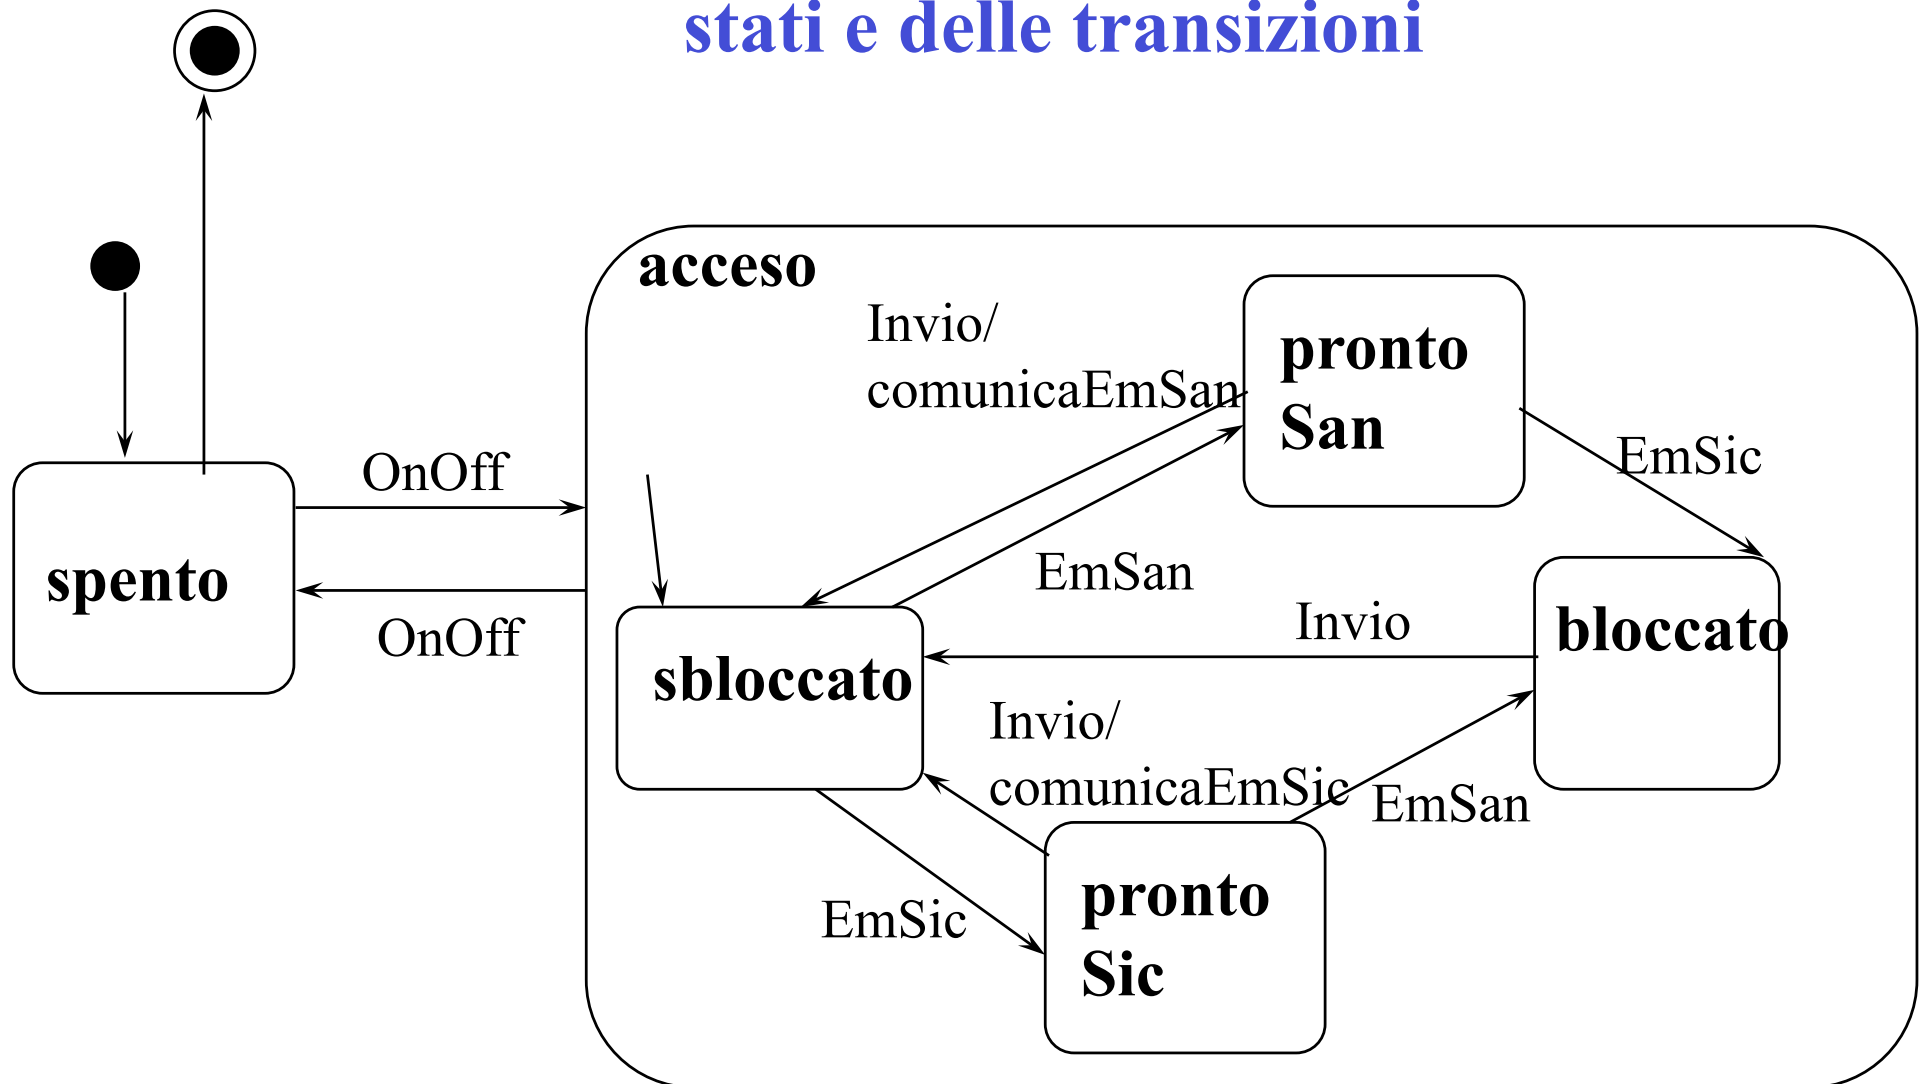 stati e delle transizioni
acceso
Invio/
comunicaEmSan
pronto
San
EmSic
OnOff
spento
OnOff
EmSan
Invio
bloccato
sbloccato
Invio/
comunicaEmSic
EmSan
EmSic
pronto
Sic